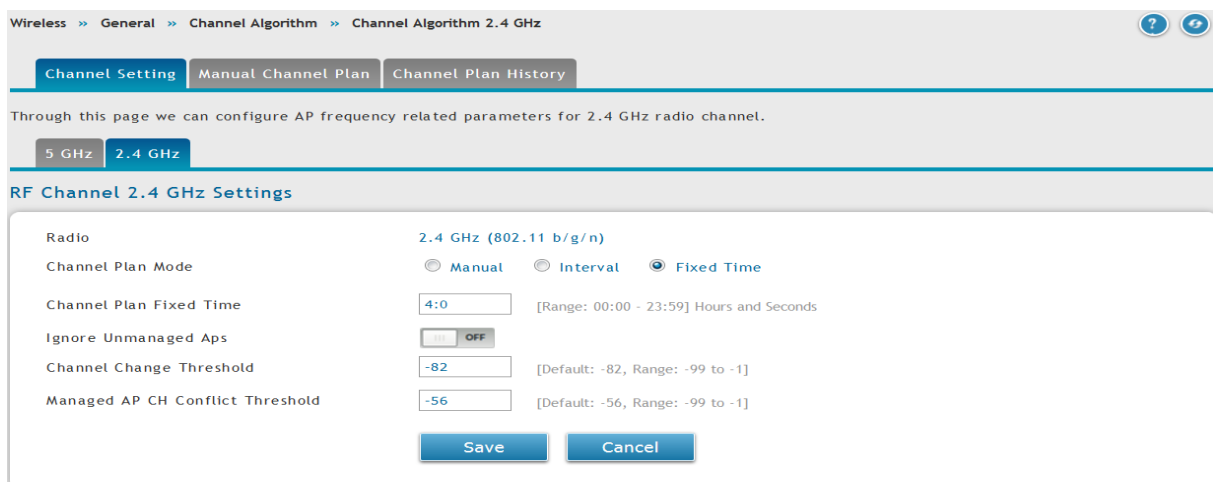 Wireless » General » Channel Algorithm » Channel Algorithm 2.4 GHz
?
Channel Setting Manual Channel Plan Channel Plan History
Through this page we can configure AP frequency related parameters for 2.4 GHz radio channel.
5 GHz 2.4 GHz
RF Channel 2.4 GHz Settings
Radio 2.4 GHz (802.11 b/g/n)
Channel Plan Mode Manual Interval Fixed Time
Channel Plan Fixed Time 4:0 [Range: 00:00 - 23:59] Hours and Seconds
Ignore Unmanaged Aps OFF
Channel Change Threshold -82 [Default: -82, Range: -99 to -1]
Managed AP CH Conflict Threshold -56 [Default: -56, Range: -99 to -1]
Save Cancel